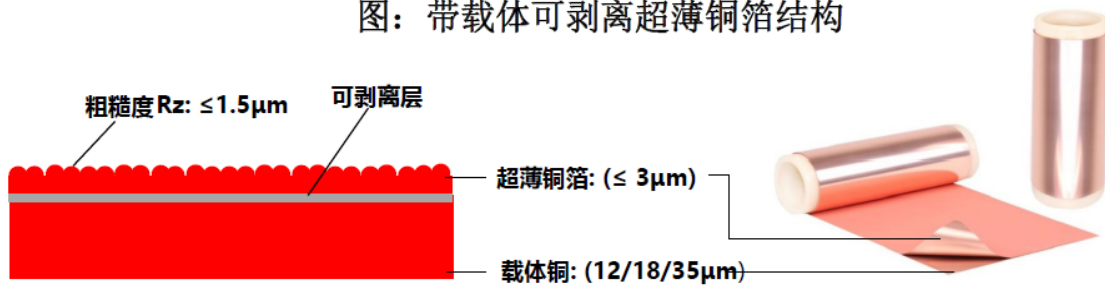 图：带载体可剥离超薄铜箔结构
粗糙度Rz: ≤1.5μm
可剥离层
超薄铜箔: (≤ 3μm)
载体铜: (12/18/35μm)